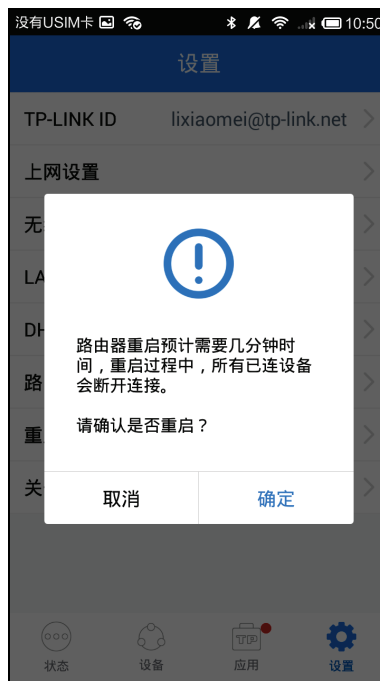 没有USIM卡 10:50
设置
TP-LINK ID lixiaomei@tp-link.net
上网设置
无
LA
DH
路
重
关
路由器重启预计需要几分钟时
间，重启过程中，所有已连设备
会断开连接。
请确认是否重启？
取消 确定
状态 设备 应用 设置